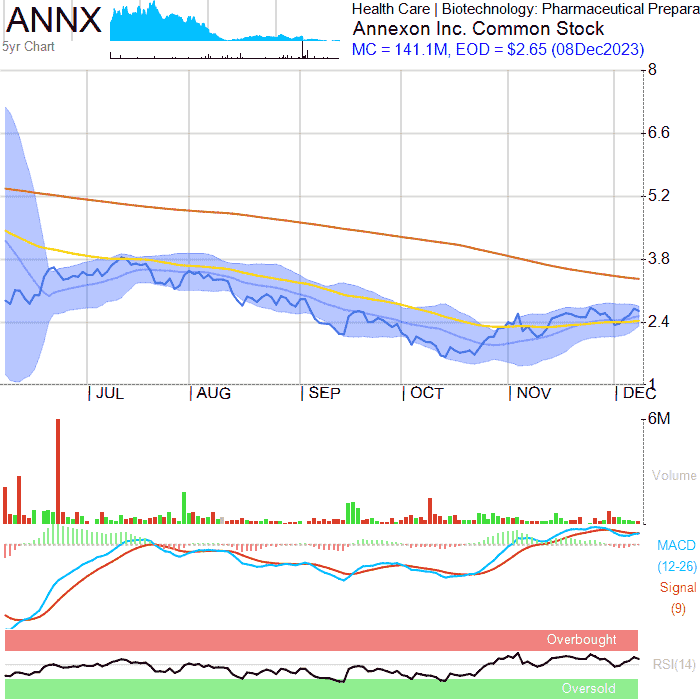 ANNX
5yr Chart
Health Care | Biotechnology: Pharmaceutical Prepara
Annexon Inc. Common Stock
MC = 141.1M, EOD = $2.65 (08Dec2023)
8
6.6
5.2
3.8
2.4
1
JUL AUG SEP OCT NOV DEC
6M
Volume
MACD
(12-26)
Signal
(9)
Overbought
RSI(14)
Oversold